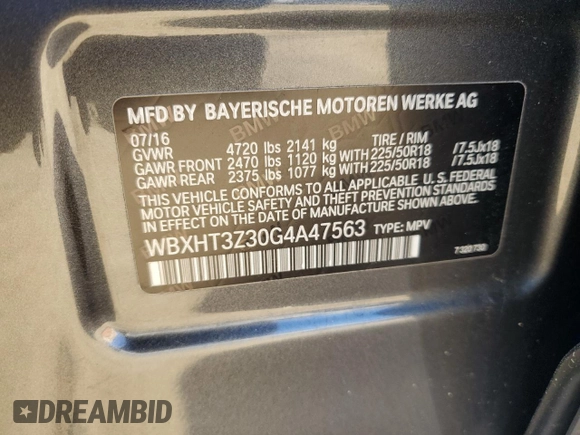 MFD BY BAYERISCHE MOTOREN WERKE AG
07/16 TIRE / RIM
GVWR 4720 lbs 2141 kg
GAWR FRONT 2470 lbs 1120 kg WITH 225/50R18 /7.5Jx18
GAWR REAR 2375 lbs 1077 kg WITH 225/50R18 /7.5Jx18
THIS VEHICLE CONFORMS TO ALL APPLICABLE U.S. FEDERAL
MOTOR VEHICLE SAFETY AND THEFT PREVENTION STANDARDS
IN EFFECT ON THE DATE OF MANUFACTURE SHOWN ABOVE.
WBXHT3Z30G4A47563 TYPE: MPV
7320730
DREAMBID